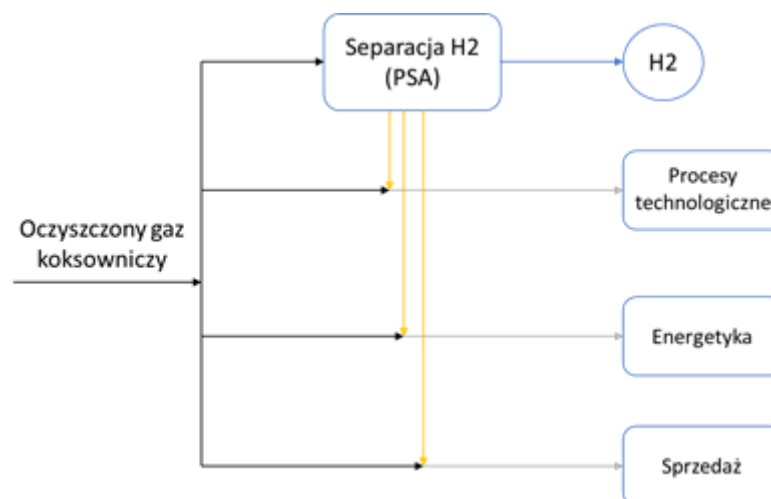 Separacja H2
(PSA)
H2
Procesy
technologiczne
Oczyszczony gaz
koksowniczy
Energetyka
Sprzedaż